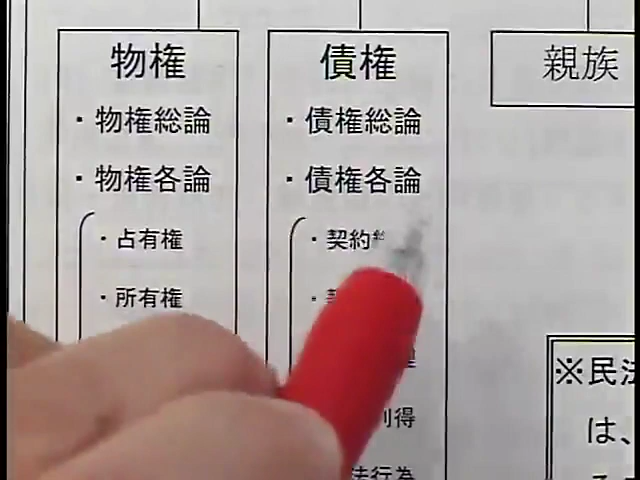 物権
・物権総論
・物権各論
・占有権
・所有権
債権
・債権総論
・債権各論
・契約
利得
法行為
親族
※民法
は、